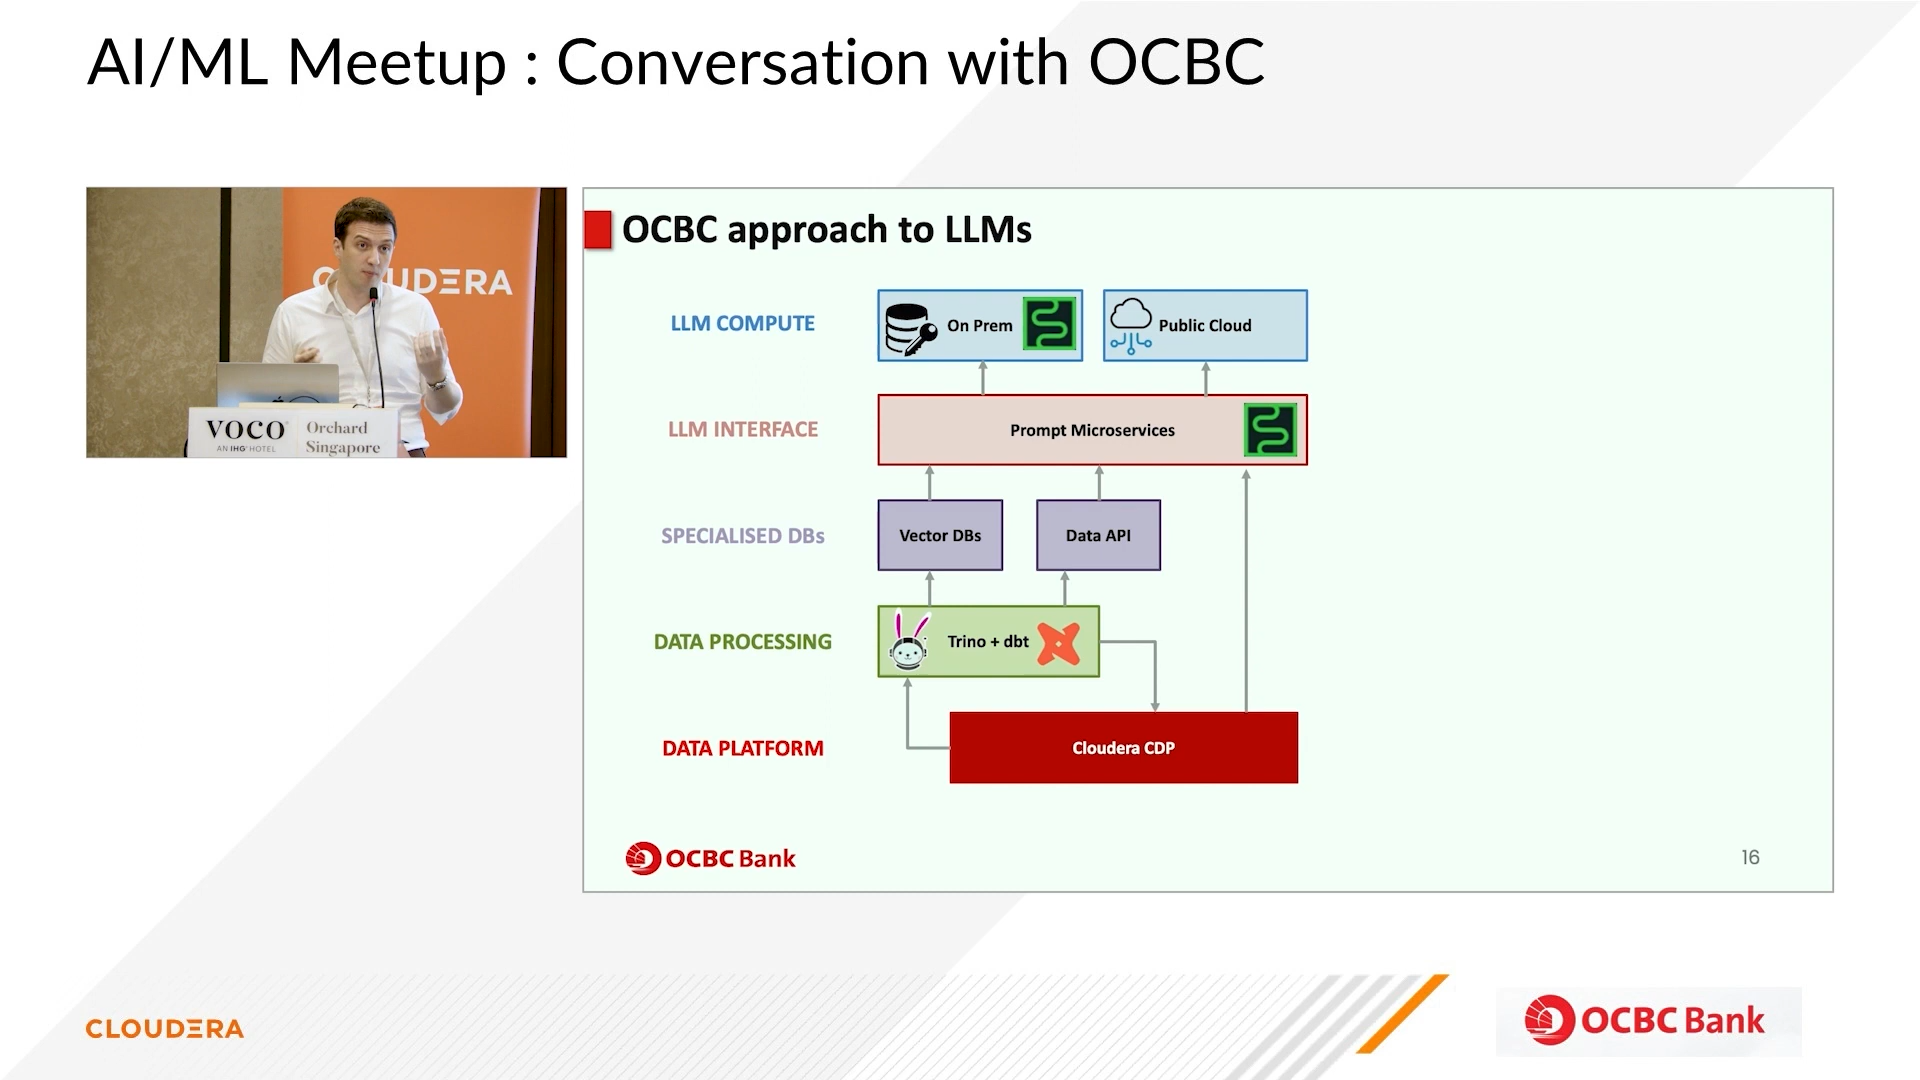 AI/ML Meetup : Conversation with OCBC
CLOUDERA
VOCO
AN IHG HOTEL
Orchard
Singapore
OCBC approach to LLMs
LLM COMPUTE
On Prem
Public Cloud
LLM INTERFACE
Prompt Microservices
SPECIALISED DBs
Vector DBs
Data API
DATA PROCESSING
Trino + dbt
DATA PLATFORM
Cloudera CDP
OCBC Bank
16
CLOUDERA
OCBC Bank